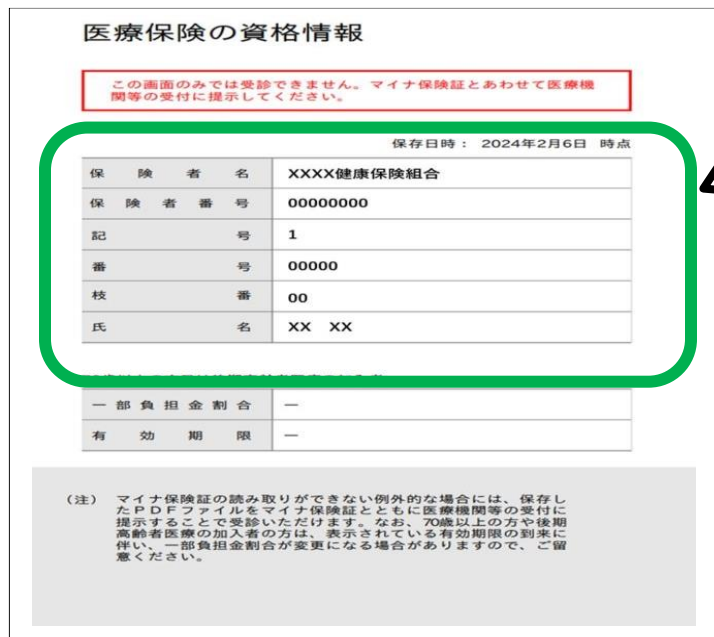 医療保険の資格情報
この画面のみでは受診できません。マイナ保険証とあわせて医療機
関等の受付に提示してください。
保存日時： 2024年2月6日 時点
保険者名 XXXX健康保険組合
保険者番号 00000000
記号 1
番号 00000
枝番 00
氏名 XX XX
一部負担金割合 ―
有効期限 ―
（注） マイナ保険証の読み取りができない例外的な場合には、保存し
たＰＤＦファイルをマイナ保険証とともに医療機関等の受付に
提示することで受診いただけます。なお、70歳以上の方や後期
高齢者医療の加入者の方は、表示されている有効期限の到来に
伴い、一部負担金割合が変更になる場合がありますので、ご留
意ください。